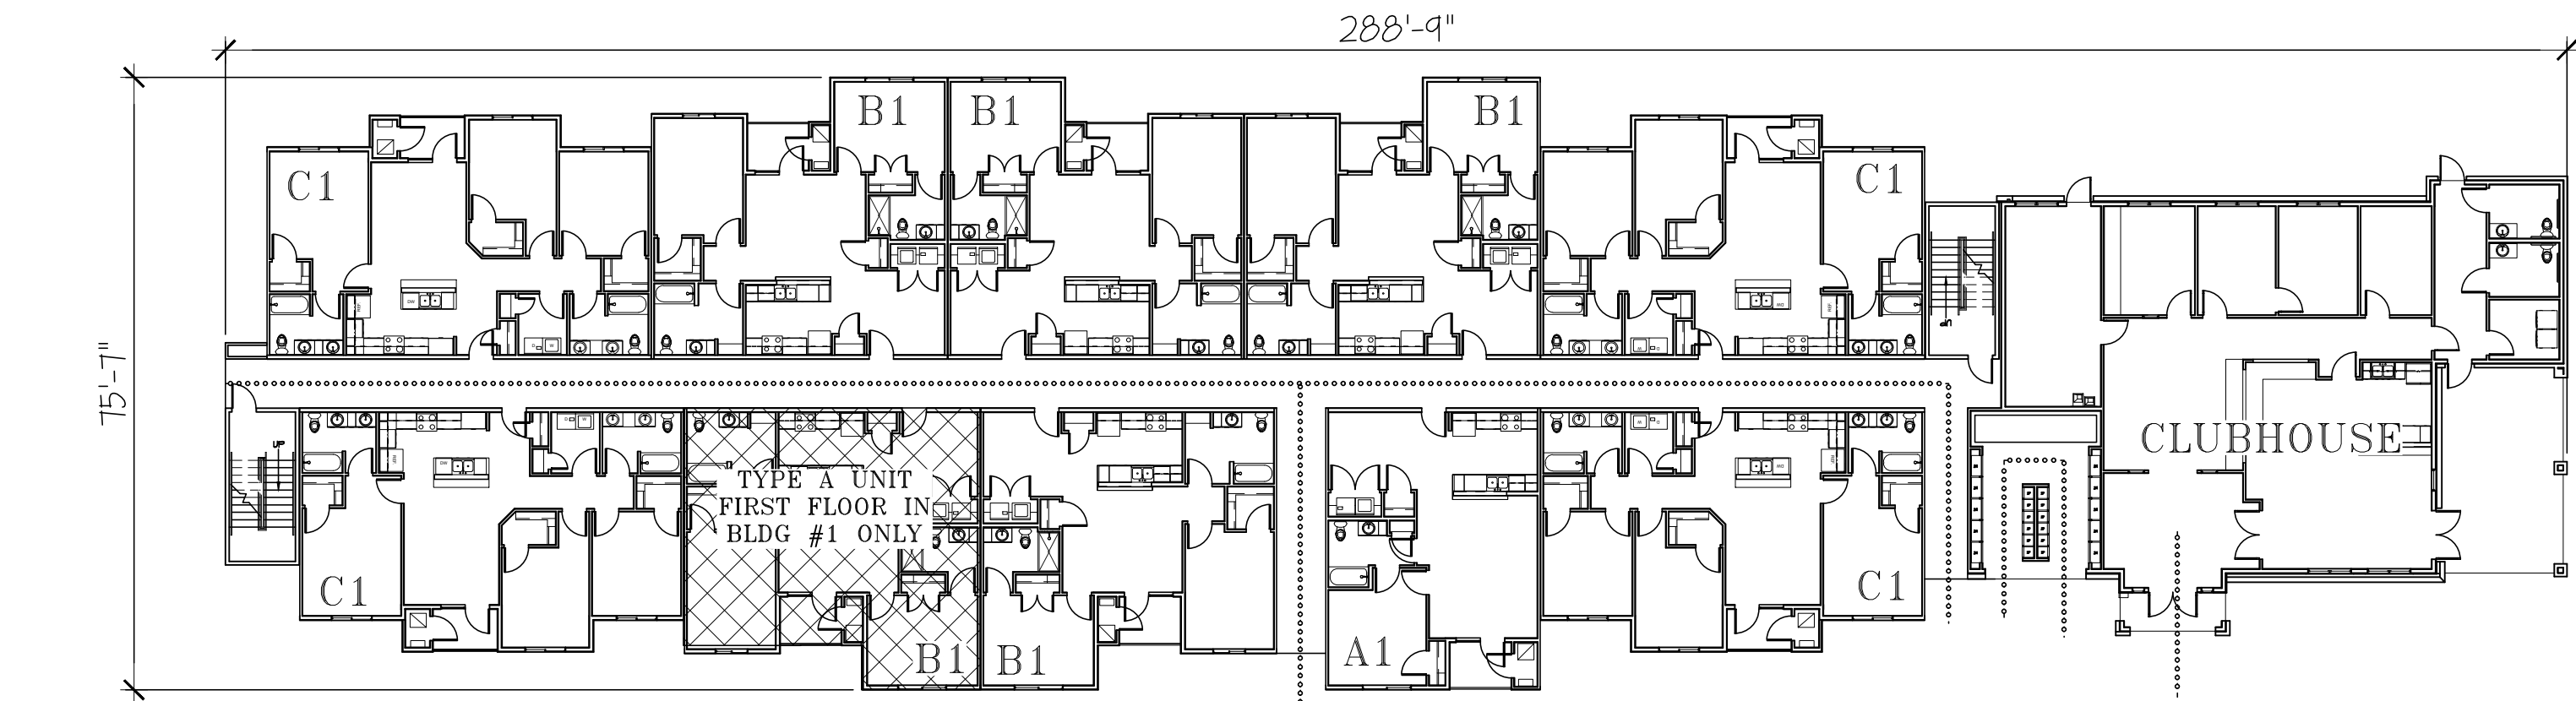 288'-9"
75'-7"
B1
B1
B1
C1
C1
UP
CLUBHOUSE
TYPE A UNIT
FIRST FLOOR IN
BLDG #1 ONLY
C1
B1
B1
A1
C1